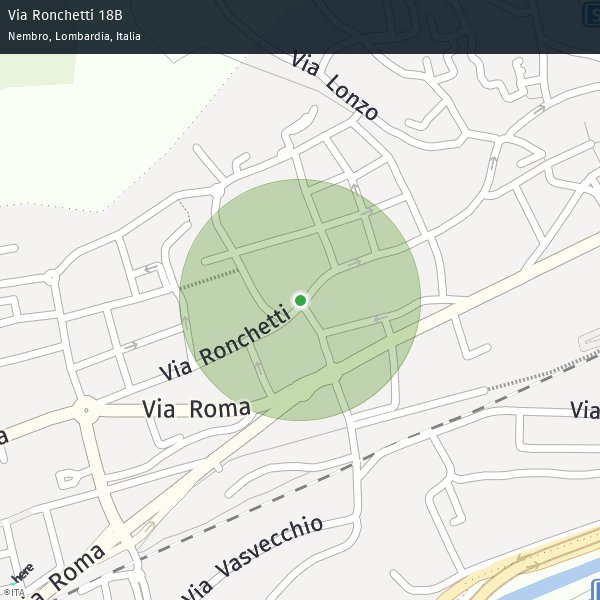 Via Ronchetti 18B
Nembro, Lombardia, Italia
Via Lonzo
Via Ronchetti
Via Roma
Via
Via Vasvecchio
Via Roma
here
©ITA